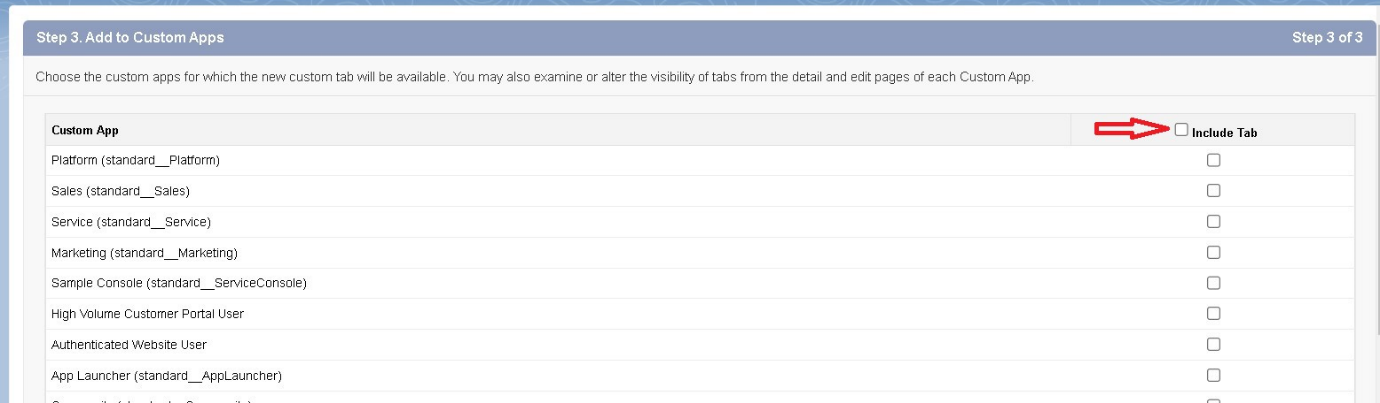 Step 3. Add to Custom Apps Step 3 of 3
Choose the custom apps for which the new custom tab will be available. You may also examine or alter the visibility of tabs from the detail and edit pages of each Custom App.
Custom App Include Tab
Platform (standard__Platform)
Sales (standard__Sales)
Service (standard__Service)
Marketing (standard__Marketing)
Sample Console (standard__ServiceConsole)
High Volume Customer Portal User
Authenticated Website User
App Launcher (standard__AppLauncher)